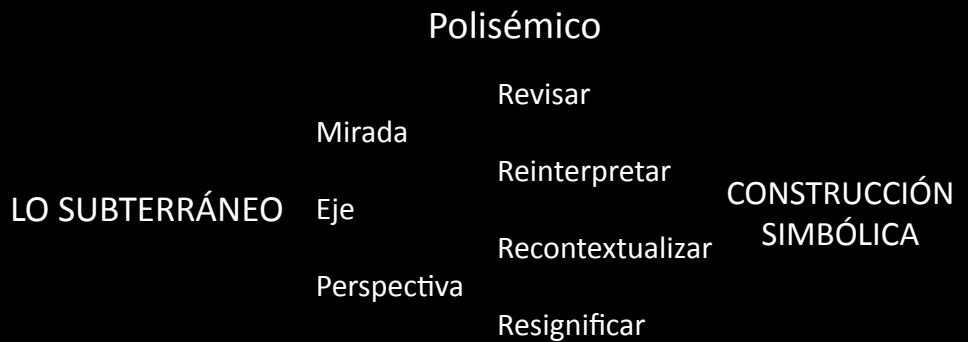 Polisémico
LO SUBTERRÁNEO
Mirada
Eje
Perspectiva
Revisar
Reinterpretar
Recontextualizar
Resignificar
CONSTRUCCIÓN
SIMBÓLICA